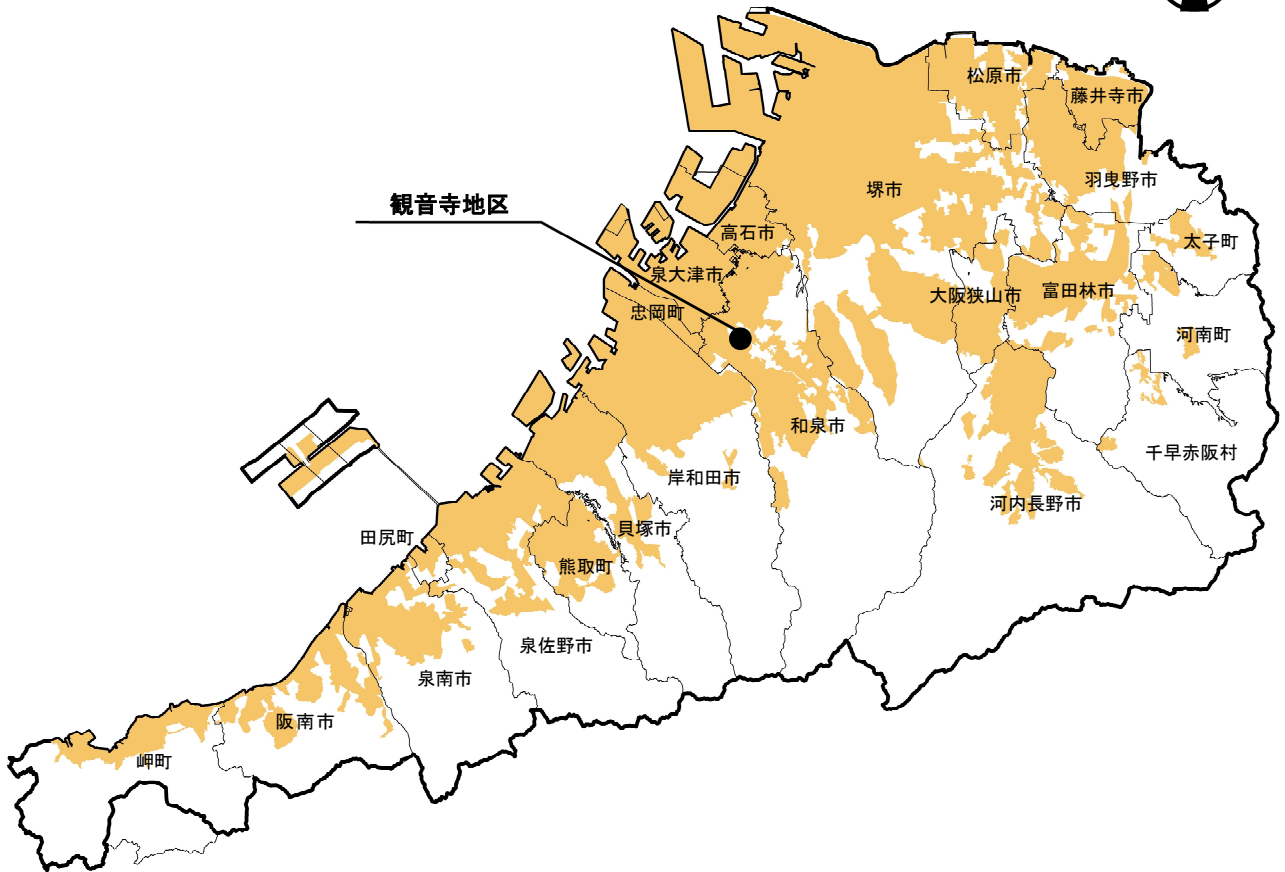 松原市
藤井寺市
羽曳野市
堺市
観音寺地区
高石市
太子町
泉大津市
大阪狭山市
富田林市
忠岡町
河南町
和泉市
千早赤阪村
岸和田市
河内長野市
貝塚市
田尻町
熊取町
泉佐野市
泉南市
阪南市
岬町